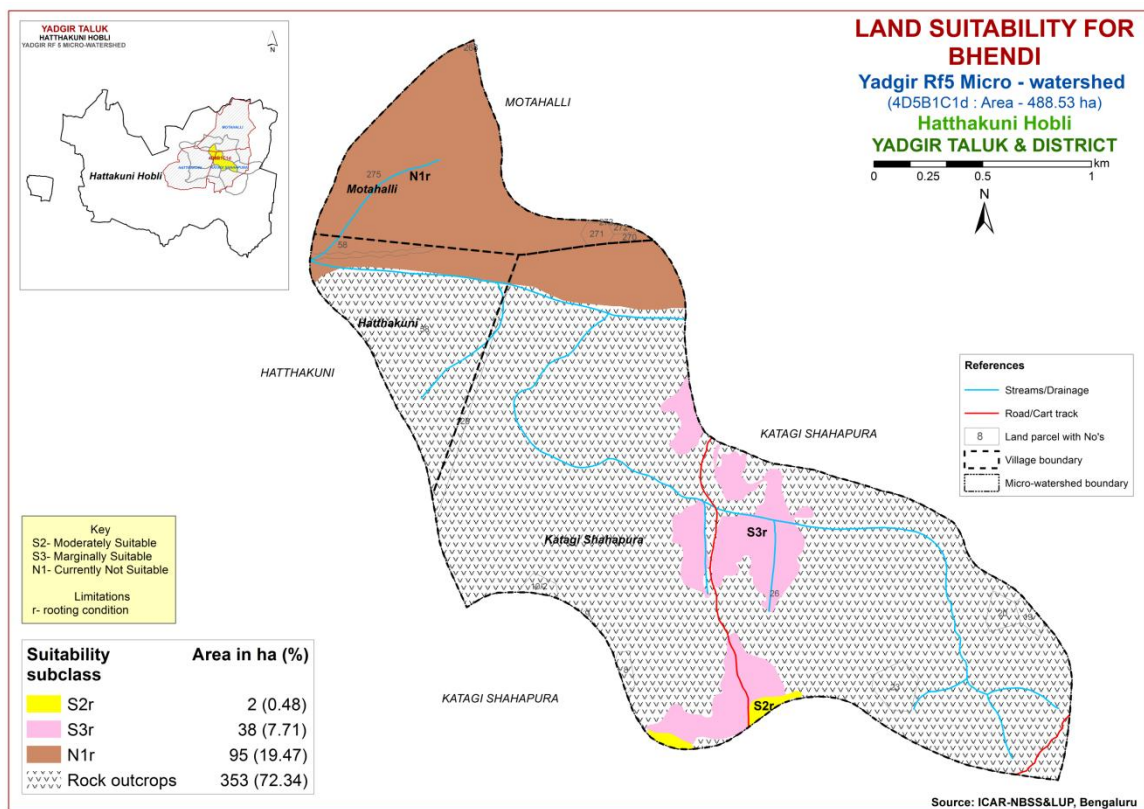 YADGIR TALUK
HATTHAKUNI HOBLI
YADGIR RF 5 MICRO-WATERSHED
N
MOTAHALLI
Hattakuni Hobli
LAND SUITABILITY FOR
BHENDI
Yadgir Rf5 Micro - watershed
(4D5B1C1d : Area - 488.53 ha)
Hatthakuni Hobli
YADGIR TALUK & DISTRICT
km
0 0.25 0.5 1
N
MOTAHALLI
275
N1r
Motahalli
58
271
272
270
Hatthakuni
HATTHAKUNI
KATAGI SHAHAPURA
References
Streams/Drainage
Road/Cart track
8 Land parcel with No's
Village boundary
Micro-watershed boundary
Key
S2- Moderately Suitable
S3- Marginally Suitable
N1- Currently Not Suitable
Limitations
r- rooting condition
Katagi Shahapura
S3r
26
19
KATAGI SHAHAPURA
S2r
Suitability subclass Area in ha (%)
S2r 2 (0.48)
S3r 38 (7.71)
N1r 95 (19.47)
Rock outcrops 353 (72.34)
Source: ICAR-NBSS&LUP, Bengaluru